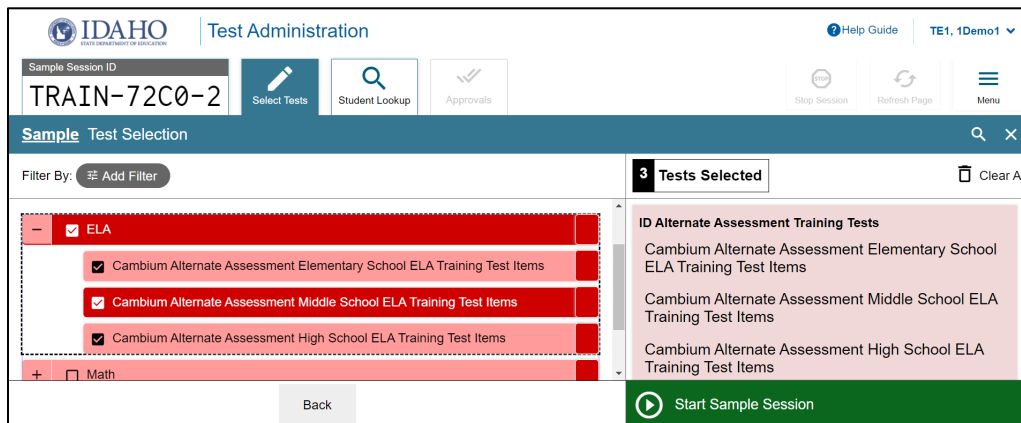 IDAHO
STATE DEPARTMENT OF EDUCATION
Test Administration
Help Guide
TE1, 1Demo1
Sample Session ID
TRAIN-72C0-2
Select Tests
Student Lookup
Approvals
STOP
Stop Session
Refresh Page
Menu
Sample Test Selection
Filter By: Add Filter
3 Tests Selected
Clear A
ELA
Cambium Alternate Assessment Elementary School ELA Training Test Items
Cambium Alternate Assessment Middle School ELA Training Test Items
Cambium Alternate Assessment High School ELA Training Test Items
Math
ID Alternate Assessment Training Tests
Cambium Alternate Assessment Elementary School
ELA Training Test Items
Cambium Alternate Assessment Middle School ELA
Training Test Items
Cambium Alternate Assessment High School ELA
Training Test Items
Back
Start Sample Session